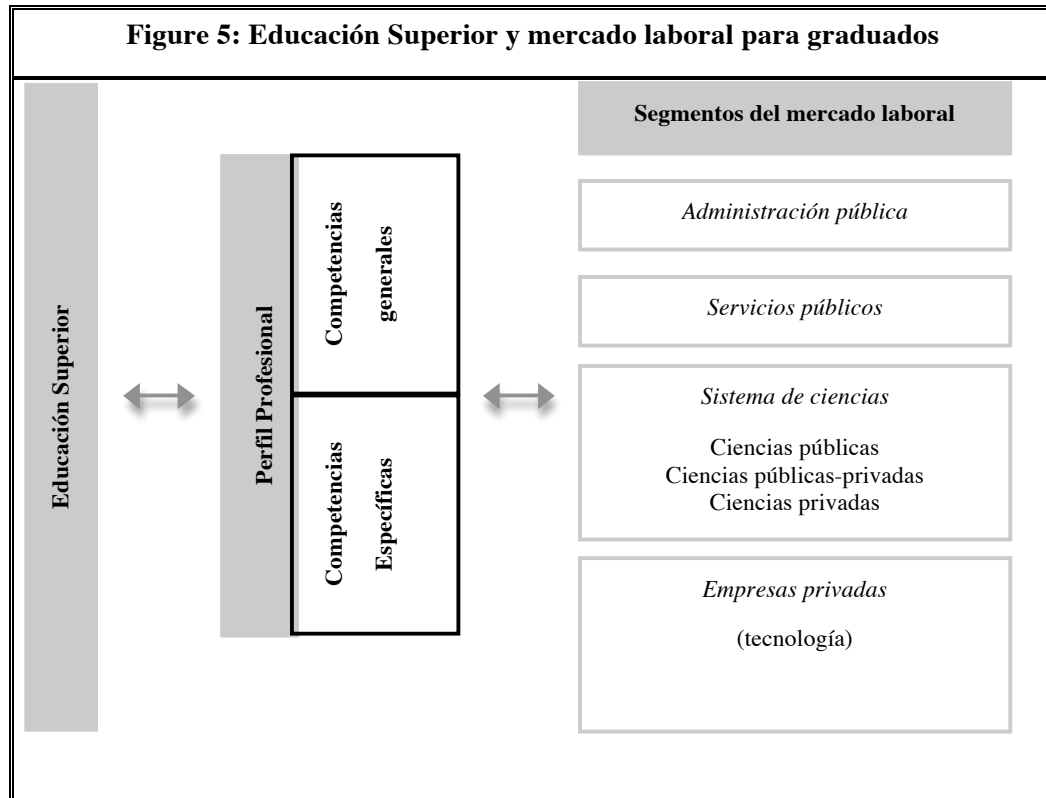 Figure 5: Educación Superior y mercado laboral para graduados
Educación Superior
Perfil Profesional
Competencias
generales
Competencias
Específicas
Segmentos del mercado laboral
Administración pública
Servicios públicos
Sistema de ciencias
Ciencias públicas
Ciencias públicas-privadas
Ciencias privadas
Empresas privadas
(tecnología)